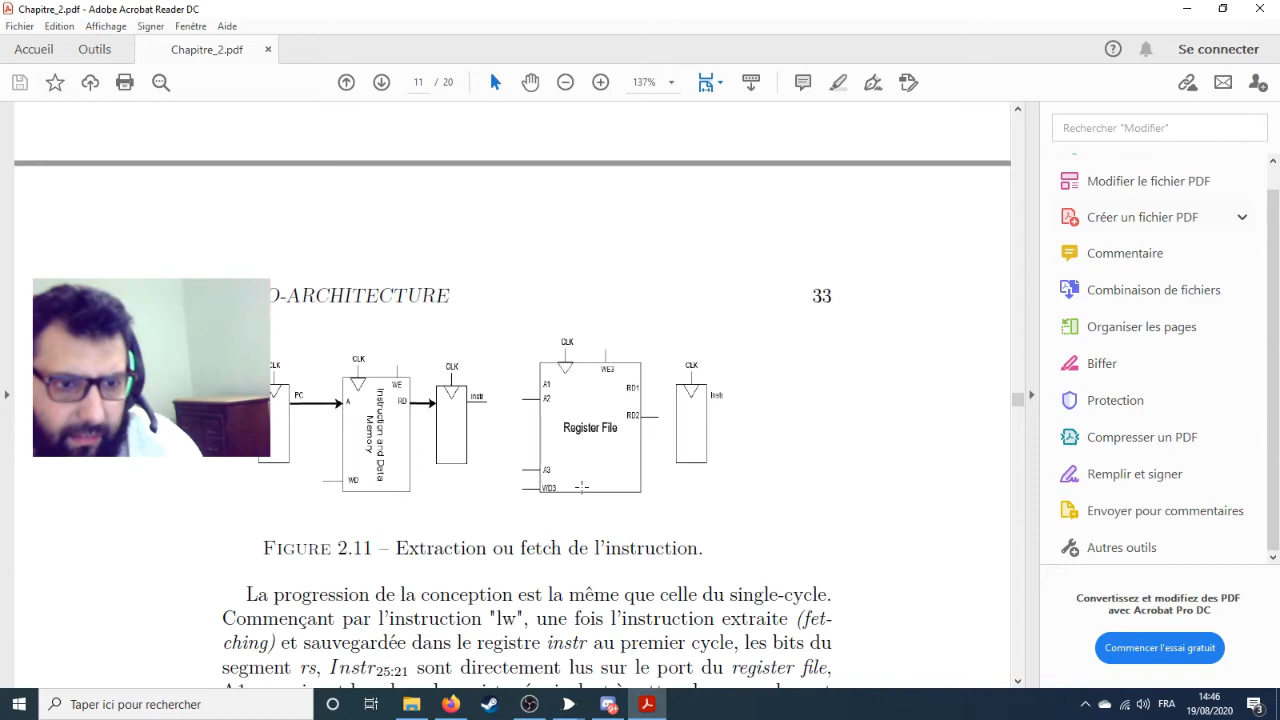 Chapitre_2.pdf - Adobe Acrobat Reader DC
Fichier Edition Affichage Signer Fenêtre Aide
Accueil Outils Chapitre_2.pdf × Se connecter
11 / 20 137%
Rechercher "Modifier"
Modifier le fichier PDF
Créer un fichier PDF
Commentaire
Combinaison de fichiers
Organiser les pages
Biffer
Protection
Compresser un PDF
Remplir et signer
Envoyer pour commentaires
Autres outils
Convertissez et modifiez des PDF
avec Acrobat Pro DC
Commencer l'essai gratuit
O-ARCHITECTURE 33
CLK
PC
CLK
WE
A RD
Instruction and Data
Memory
WD
CLK
Instr
CLK
WE3
A1
RD1
A2
RD2
Register File
A3
WD3
CLK
Instr
FIGURE 2.11 – Extraction ou fetch de l'instruction.
La progression de la conception est la même que celle du single-cycle.
Commençant par l'instruction "lw", une fois l'instruction extraite (fet-
ching) et sauvegardée dans le registre instr au premier cycle, les bits du
segment rs, Instr25:21 sont directement lus sur le port du register file,
Taper ici pour rechercher
FRA
14:46
19/08/2020
3